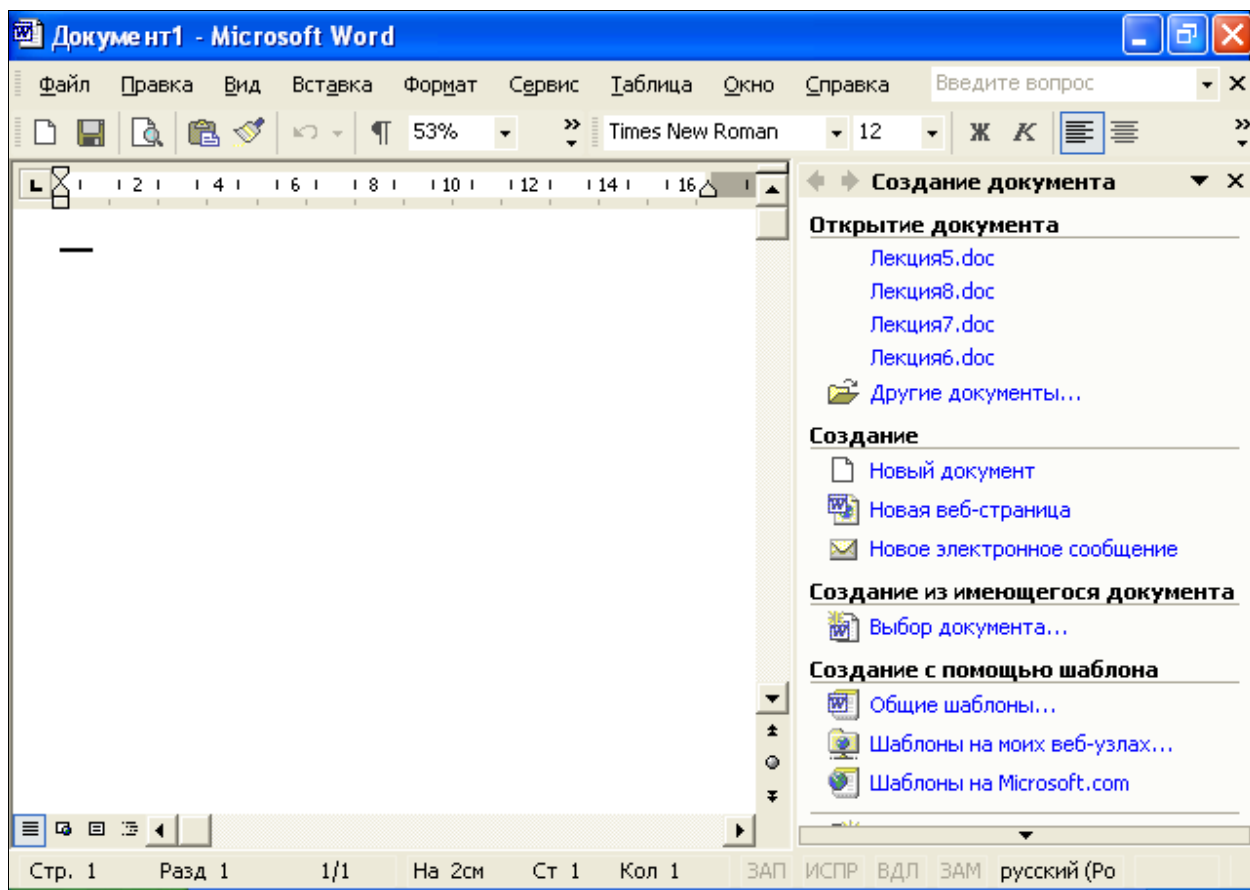 Документ1 - Microsoft Word
Файл Правка Вид Вставка Формат Сервис Таблица Окно Справка Введите вопрос
53% Times New Roman 12 Ж К
2 4 6 8 10 12 14 16
Создание документа
Открытие документа
Лекция5.doc
Лекция8.doc
Лекция7.doc
Лекция6.doc
Другие документы...
Создание
Новый документ
Новая веб-страница
Новое электронное сообщение
Создание из имеющегося документа
Выбор документа...
Создание с помощью шаблона
Общие шаблоны...
Шаблоны на моих веб-узлах...
Шаблоны на Microsoft.com
Стр. 1 Разд 1 1/1 На 2см Ст 1 Кол 1 ЗАП ИСПР ВДЛ ЗАМ русский (Ро